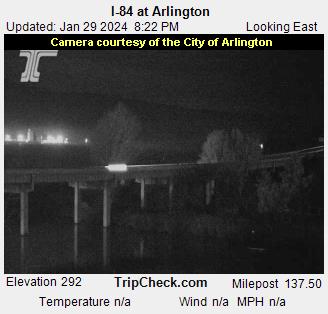 I-84 at Arlington
Updated: Jan 29 2024 8:22 PM Looking East
Camera courtesy of the City of Arlington
Elevation 292 TripCheck.com Milepost 137.50
Temperature n/a Wind n/a MPH n/a